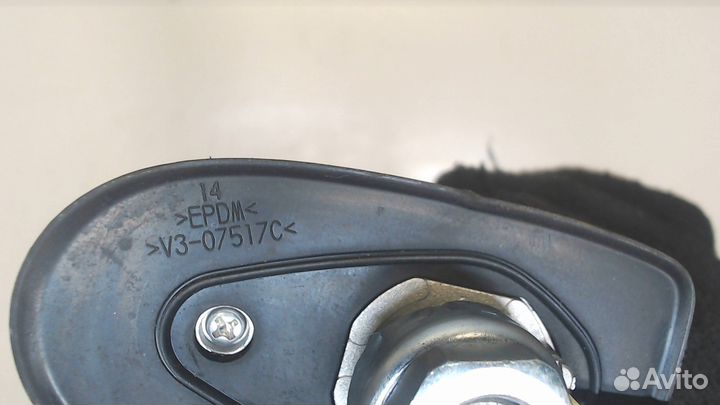 14
>EPDM<
>V3-07517C<
Avito